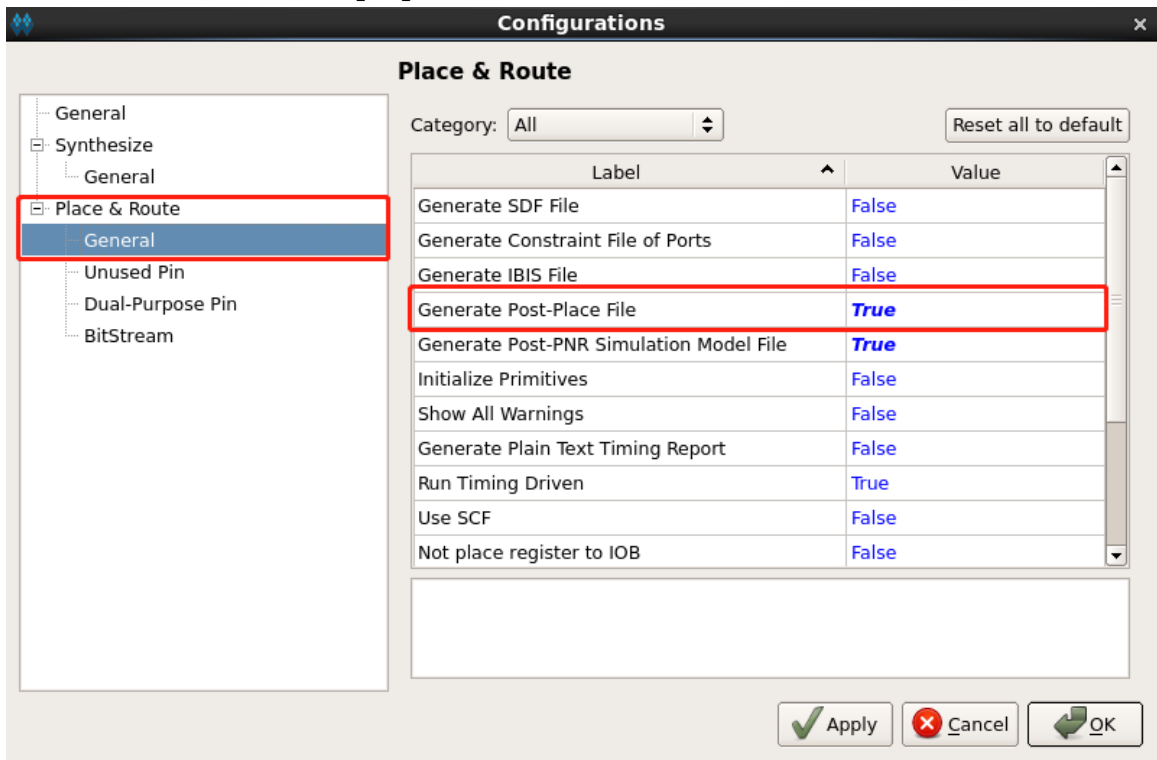 Configurations
Place & Route
General
Synthesize
General
Place & Route
General
Unused Pin
Dual-Purpose Pin
BitStream
Category: All Reset all to default
Label Value
Generate SDF File False
Generate Constraint File of Ports False
Generate IBIS File False
Generate Post-Place File True
Generate Post-PNR Simulation Model File True
Initialize Primitives False
Show All Warnings False
Generate Plain Text Timing Report False
Run Timing Driven True
Use SCF False
Not place register to IOB False
Apply Cancel OK